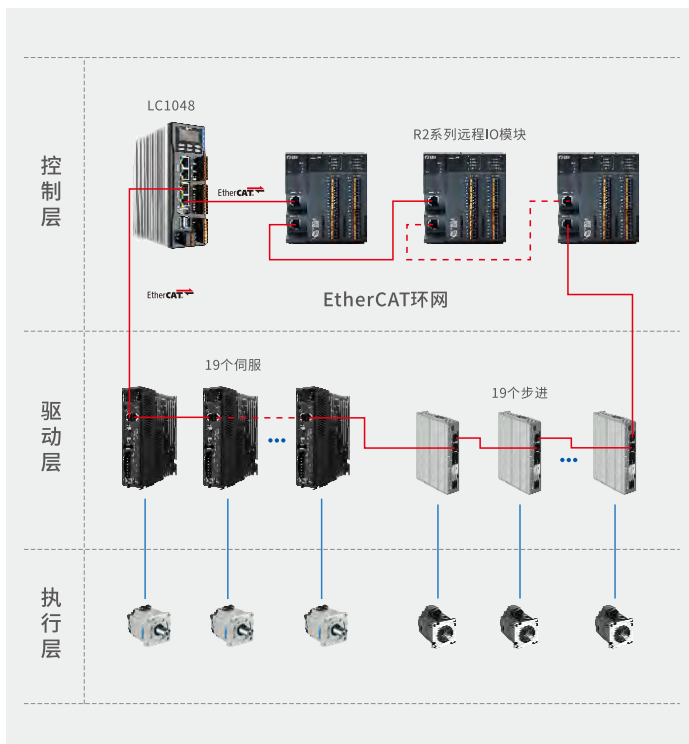 LC1048
R2系列远程IO模块
控制层
EtherCAT
EtherCAT
EtherCAT环网
19个伺服
19个步进
驱动层
执行层